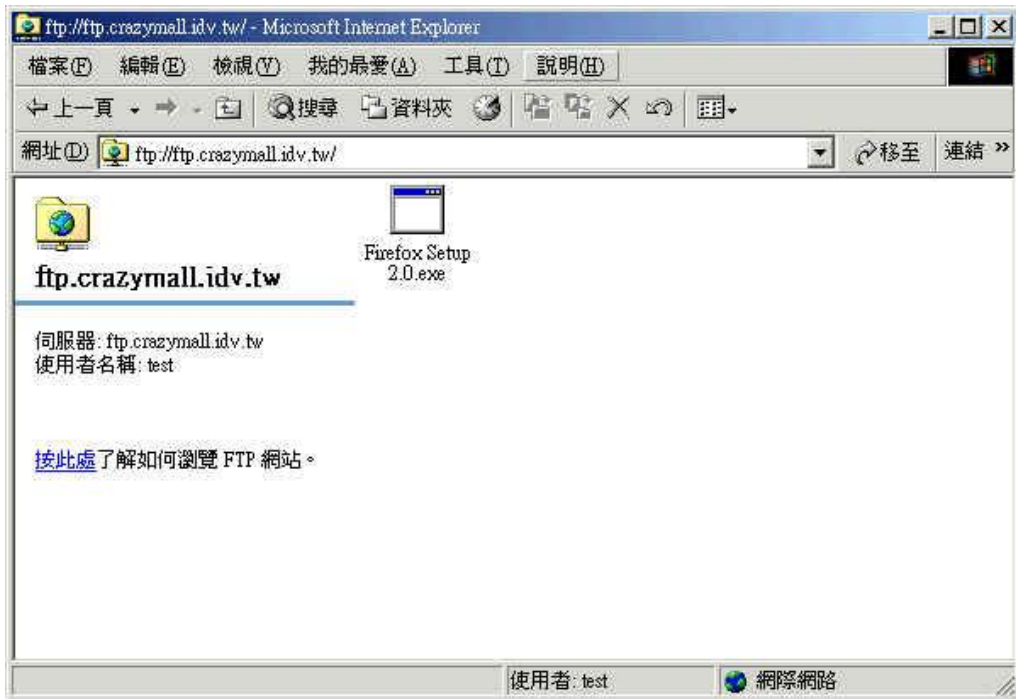 ftp://ftp.crazymall.idv.tw/ - Microsoft Internet Explorer
檔案(F) 編輯(E) 檢視(V) 我的最愛(A) 工具(T) 說明(H)
上一頁 搜尋 資料夾
網址(D) ftp://ftp.crazymall.idv.tw/ 移至 連結 »
ftp.crazymall.idv.tw
Firefox Setup
2.0.exe
伺服器: ftp.crazymall.idv.tw
使用者名稱: test
按此處了解如何瀏覽 FTP 網站。
使用者: test 網際網路